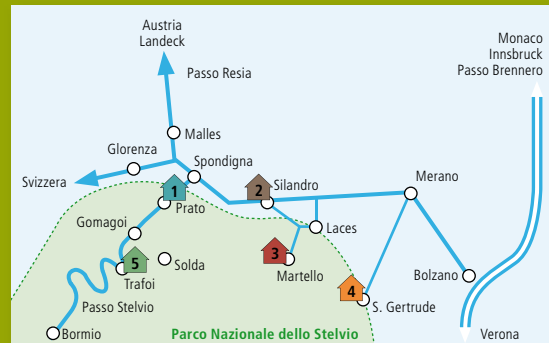 Austria
Landeck
Monaco
Innsbruck
Passo Brennero
Passo Resia
Malles
Glorenza
Spondigna
Svizzera
1
2
Silandro
Merano
Prato
Gomagoi
Laces
5
Solda
3
Trafoi
Martello
4
Bolzano
Passo Stelvio
S. Gertrude
Bormio
Parco Nazionale dello Stelvio
Verona